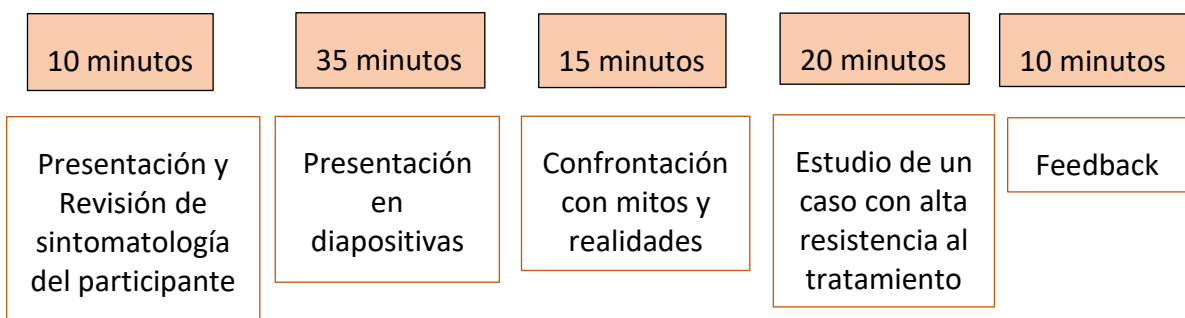 10 minutos
35 minutos
15 minutos
20 minutos
10 minutos
Presentación y
Revisión de
sintomatología
del participante
Presentación
en
diapositivas
Confrontación
con mitos y
realidades
Estudio de un
caso con alta
resistencia al
tratamiento
Feedback